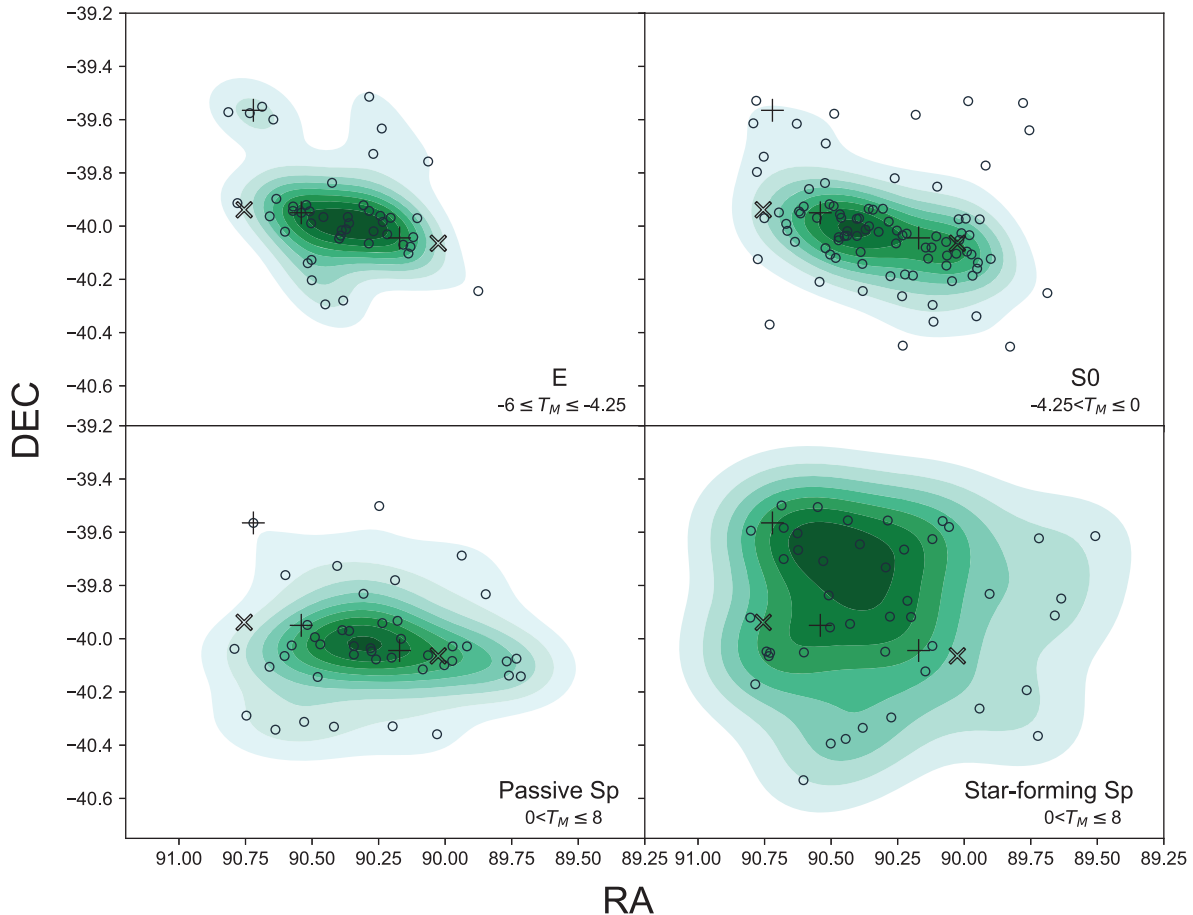 −39.2
−39.4
−39.6
−39.8
−40.0
−40.2
−40.4
−40.6
E
-6 ≤ T_M ≤ -4.25
S0
-4.25<T_M ≤ 0
DEC
−39.2
−39.4
−39.6
−39.8
−40.0
−40.2
−40.4
−40.6
Passive Sp
0<T_M ≤ 8
Star-forming Sp
0<T_M ≤ 8
91.00 90.75 90.50 90.25 90.00 89.75 89.50 89.25 91.00 90.75 90.50 90.25 90.00 89.75 89.50 89.25
RA